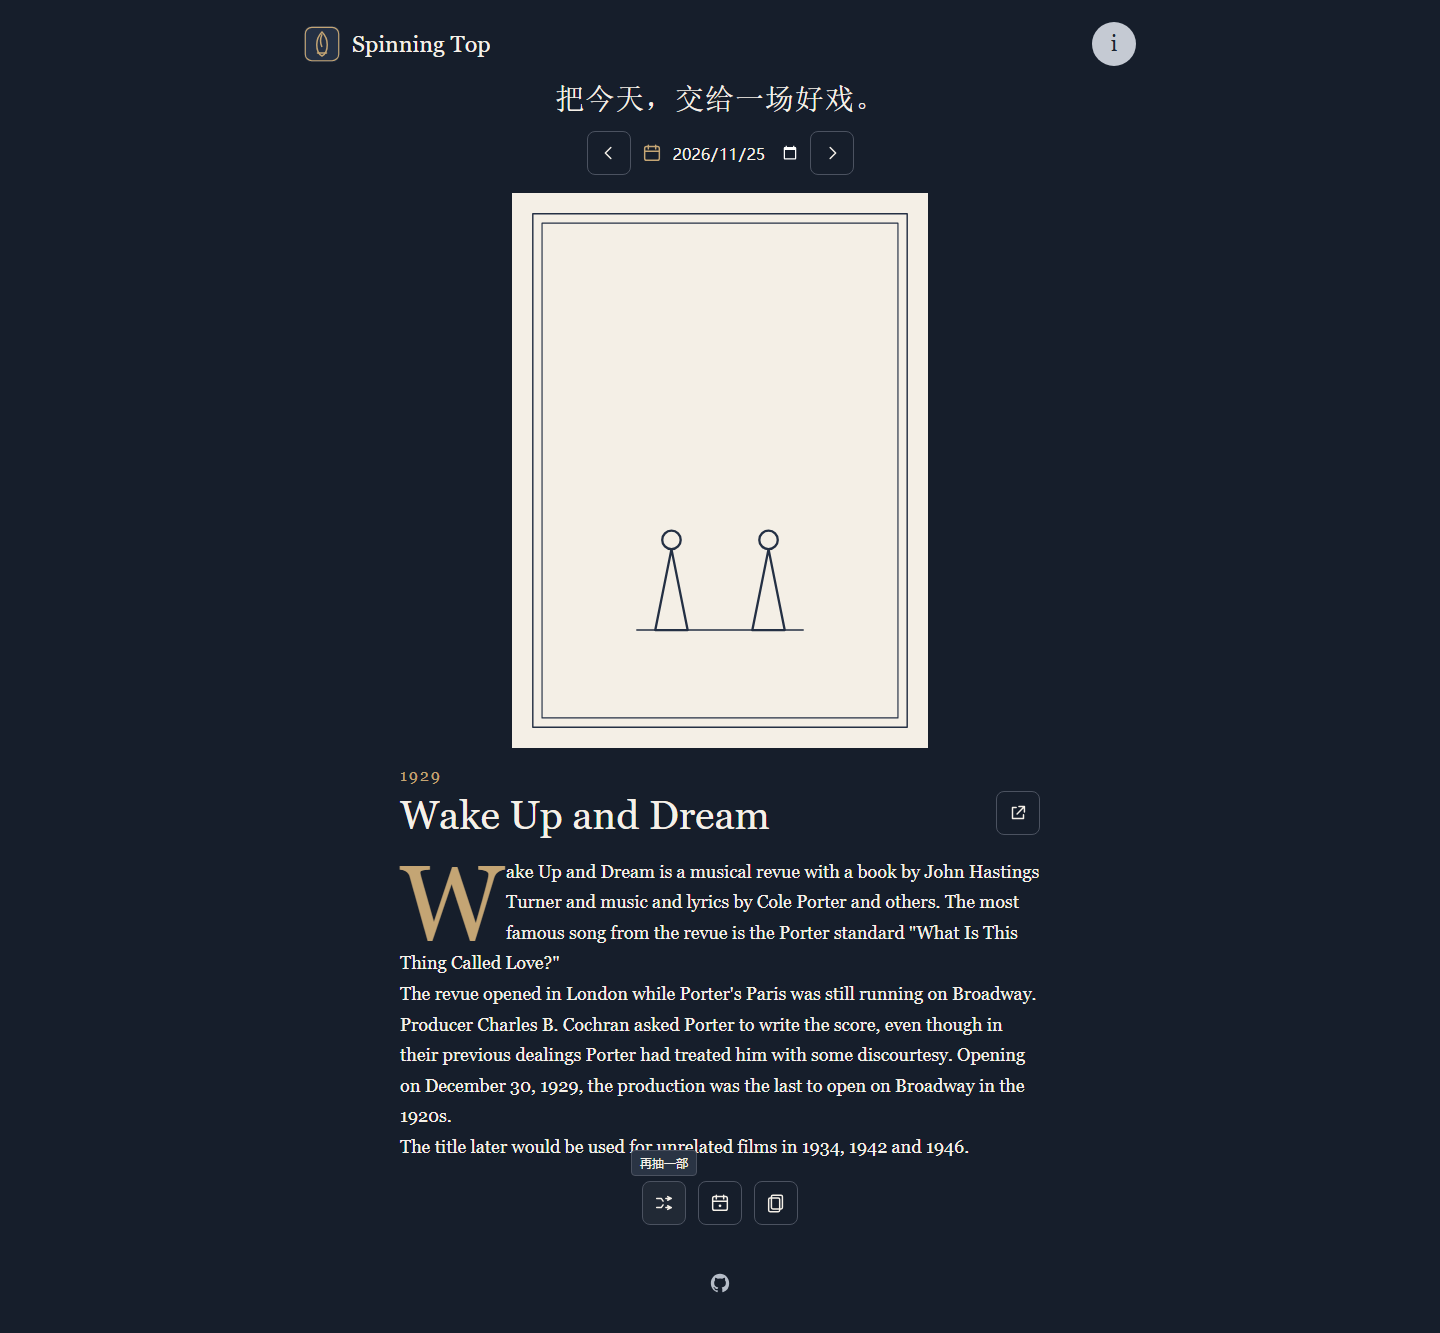 Spinning Top
i
把今天，交给一场好戏。
2026/11/25
1929
Wake Up and Dream
Wake Up and Dream is a musical revue with a book by John Hastings
Turner and music and lyrics by Cole Porter and others. The most
famous song from the revue is the Porter standard "What Is This
Thing Called Love?"
The revue opened in London while Porter's Paris was still running on Broadway.
Producer Charles B. Cochran asked Porter to write the score, even though in
their previous dealings Porter had treated him with some discourtesy. Opening
on December 30, 1929, the production was the last to open on Broadway in the
1920s.
The title later would be used for unrelated films in 1934, 1942 and 1946.
再抽一部